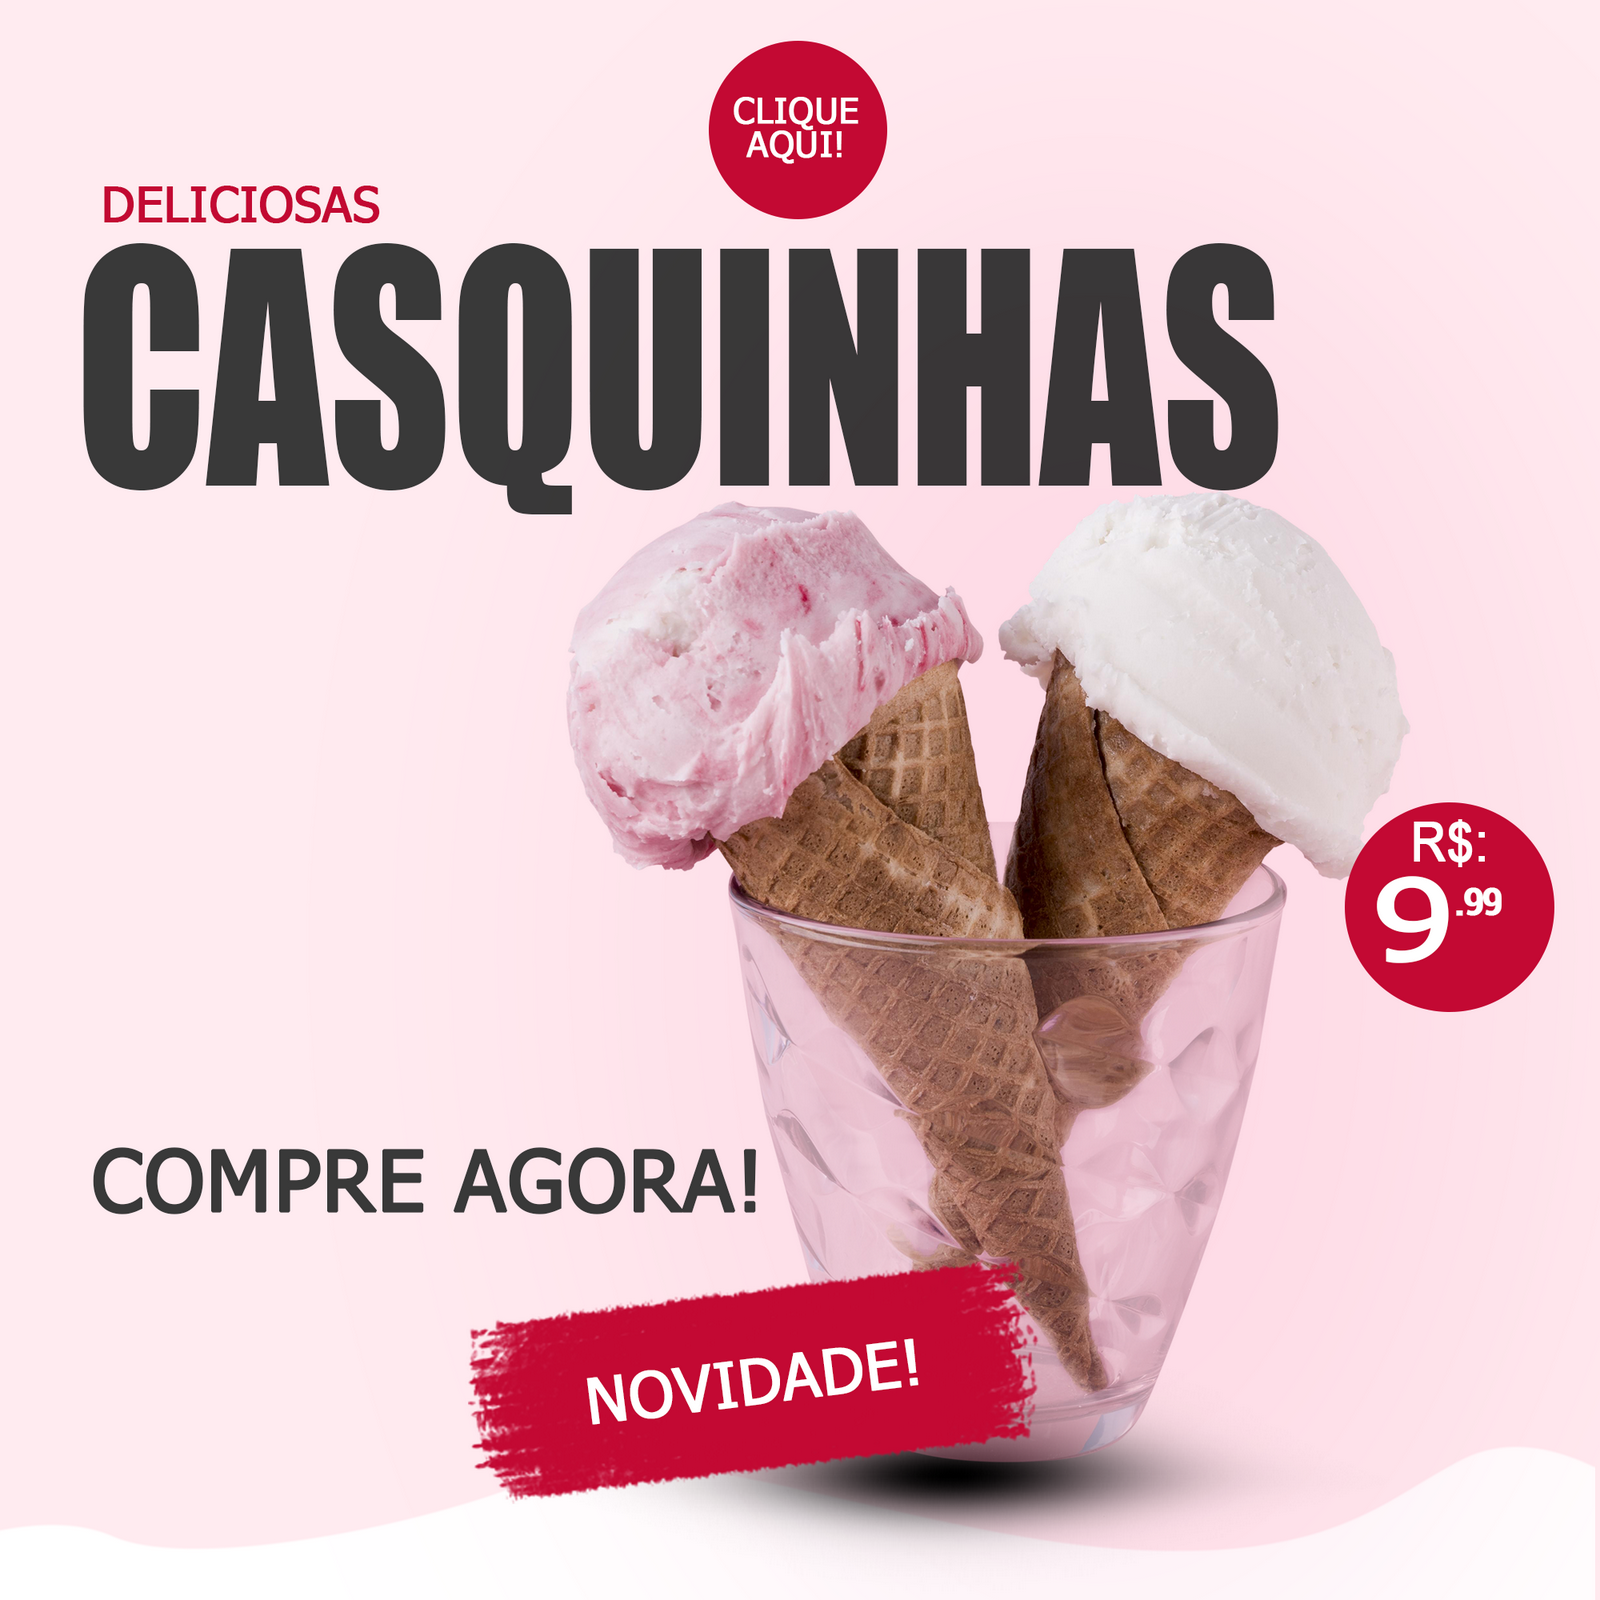 CLIQUE
AQUI!
DELICIOSAS
CASQUINHAS
R$:
9.99
COMPRE AGORA!
NOVIDADE!